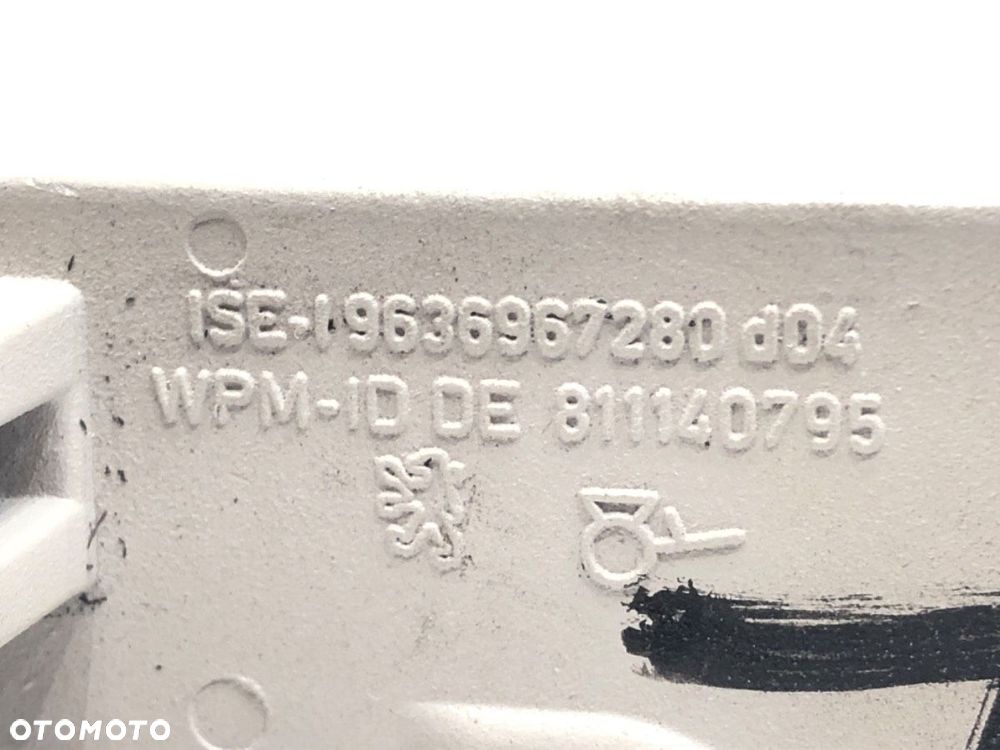 ISE-I 9636967280 d04
WPM-ID DE 811140795
OTOMOTO